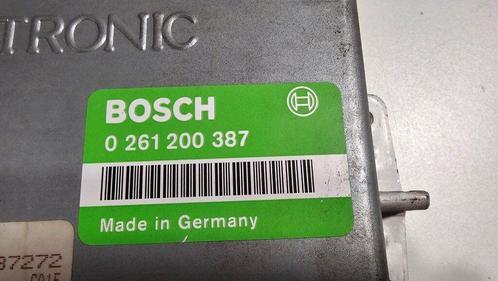 TRONIC
BOSCH
0 261 200 387
Made in Germany
37272